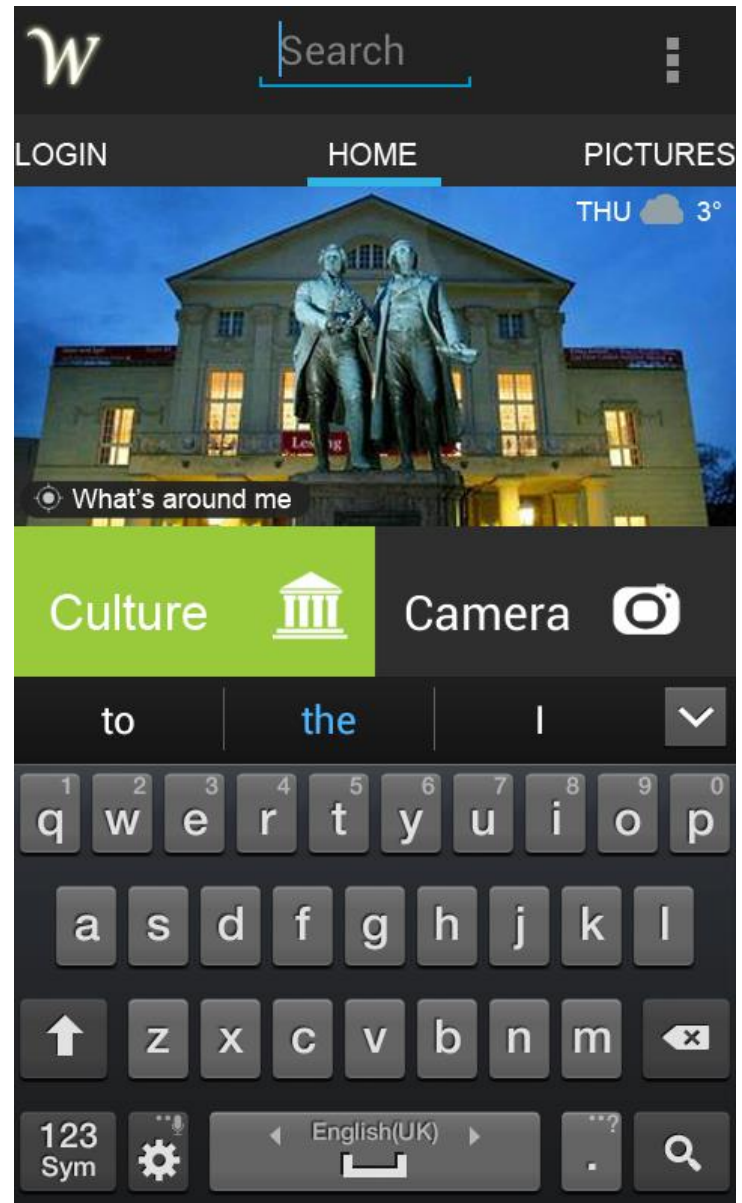 W
Search
LOGIN HOME PICTURES
THU 3°
Lessing
What's around me
Culture Camera
to the I
1 2 3 4 5 6 7 8 9 0
q w e r t y u i o p
a s d f g h j k l
z x c v b n m
123 ...?
Sym English(UK) .